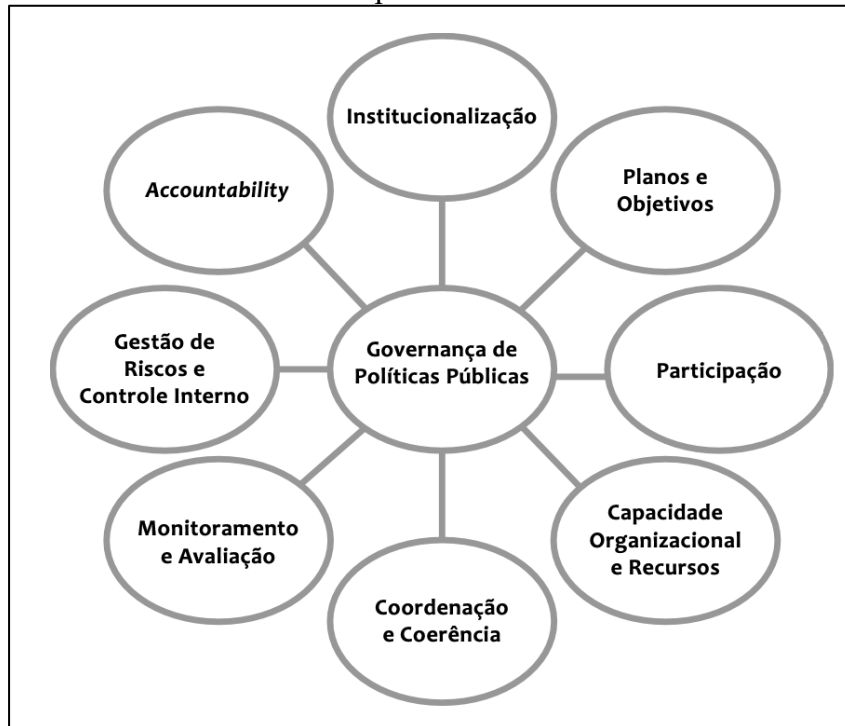 Institucionalização
Accountability
Planos e
Objetivos
Gestão de
Riscos e
Controle Interno
Governança de
Políticas Públicas
Participação
Monitoramento
e Avaliação
Capacidade
Organizacional
e Recursos
Coordenação
e Coerência